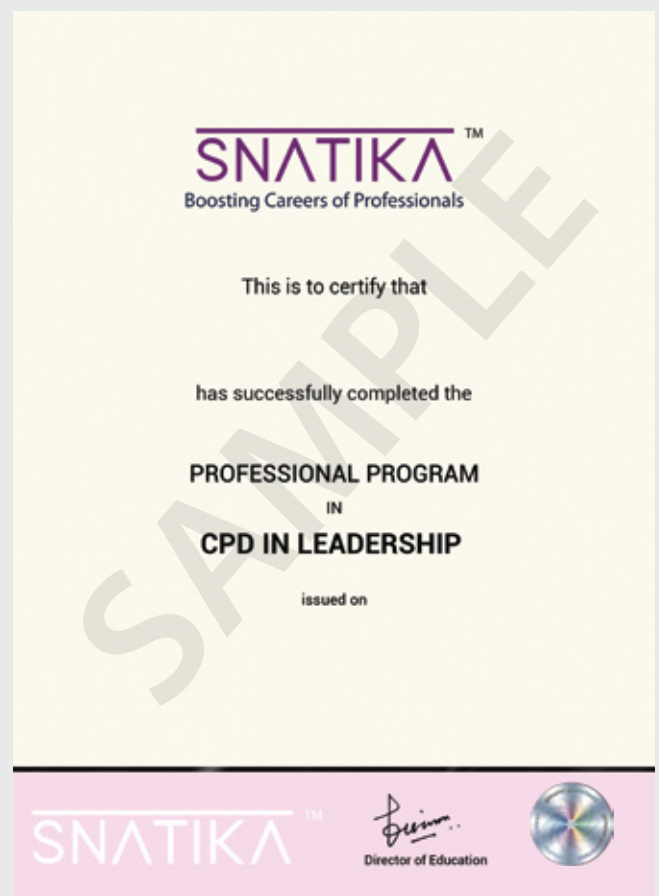 SNATIKA TM
Boosting Careers of Professionals
This is to certify that
has successfully completed the
PROFESSIONAL PROGRAM
IN
CPD IN LEADERSHIP
issued on
SAMPLE
SNATIKA TM
Director of Education